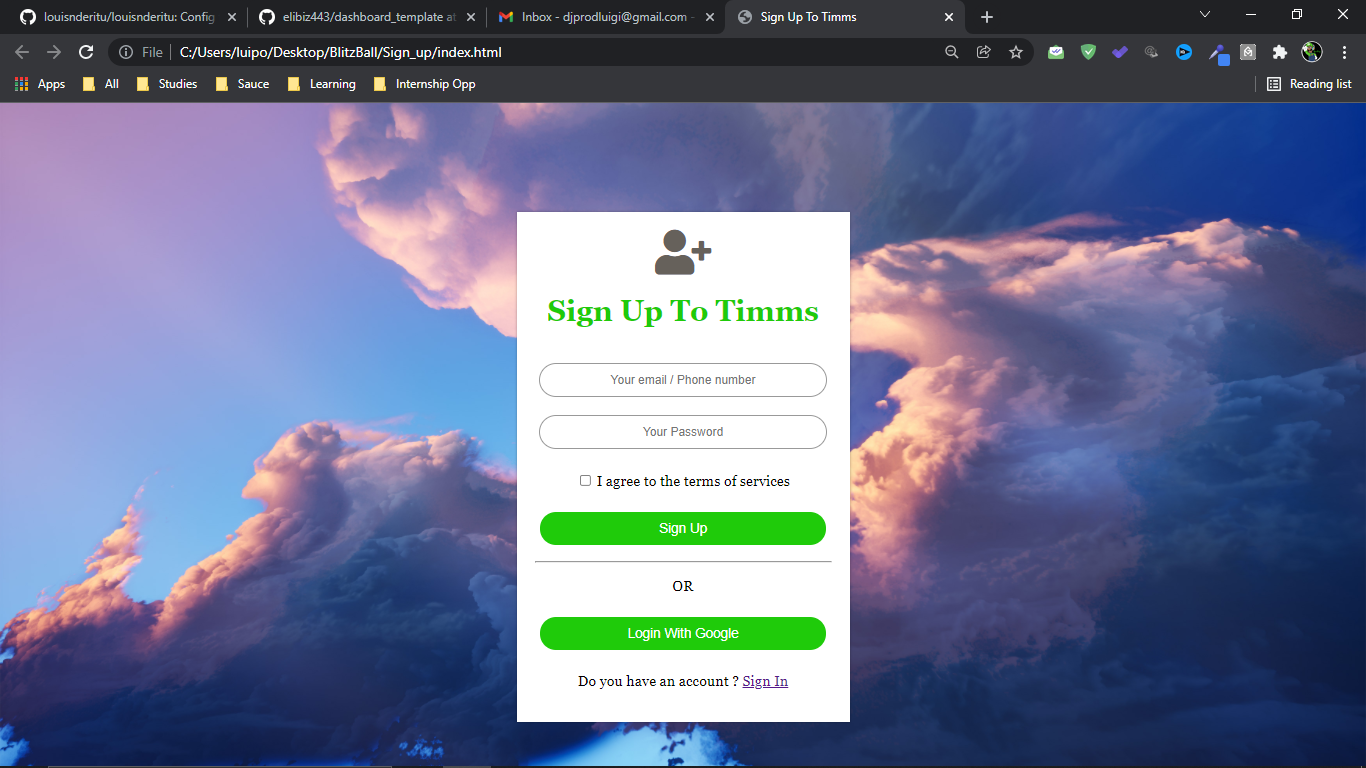 louisnderitu/louisnderitu: Config
elibiz443/dashboard_template at
Inbox - djprodluigi@gmail.com -
Sign Up To Timms
File
C:/Users/luipo/Desktop/BlitzBall/Sign_up/index.html
Apps
All
Studies
Sauce
Learning
Internship Opp
Reading list
Sign Up To Timms
Your email / Phone number
Your Password
I agree to the terms of services
Sign Up
OR
Login With Google
Do you have an account ? Sign In